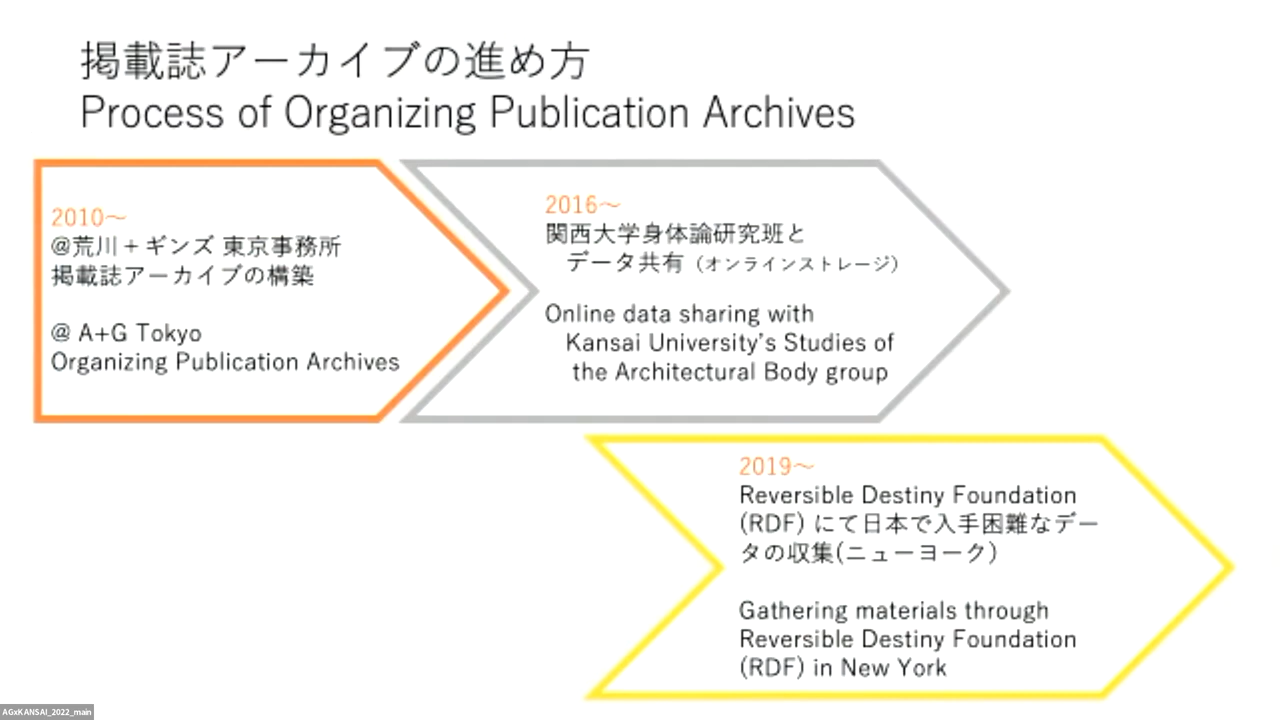 掲載誌アーカイブの進め方
Process of Organizing Publication Archives
2010～
@荒川＋ギンズ 東京事務所
掲載誌アーカイブの構築
@ A+G Tokyo
Organizing Publication Archives
2016～
関西大学身体論研究班と
データ共有（オンラインストレージ）
Online data sharing with
Kansai University's Studies of
the Architectural Body group
2019～
Reversible Destiny Foundation
(RDF) にて日本で入手困難なデー
タの収集(ニューヨーク)
Gathering materials through
Reversible Destiny Foundation
(RDF) in New York
AGxKANSAI_2022_main